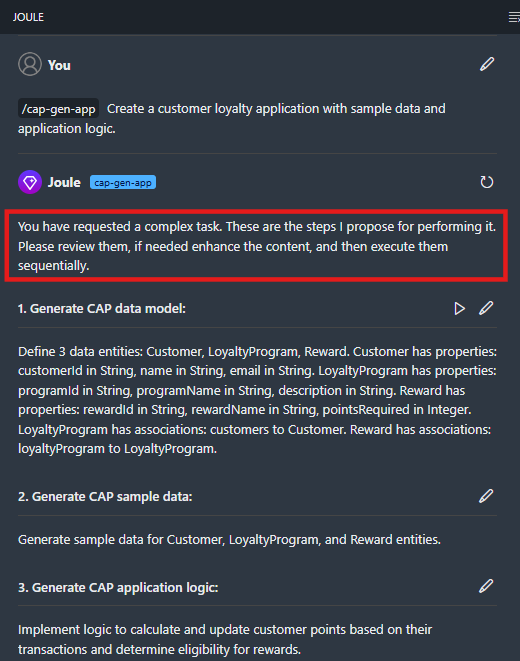 JOULE
You
/cap-gen-app Create a customer loyalty application with sample data and
application logic.
Joule cap-gen-app
You have requested a complex task. These are the steps I propose for performing it.
Please review them, if needed enhance the content, and then execute them
sequentially.
1. Generate CAP data model:
Define 3 data entities: Customer, LoyaltyProgram, Reward. Customer has properties:
customerId in String, name in String, email in String. LoyaltyProgram has properties:
programId in String, programName in String, description in String. Reward has
properties: rewardId in String, rewardName in String, pointsRequired in Integer.
LoyaltyProgram has associations: customers to Customer. Reward has associations:
loyaltyProgram to LoyaltyProgram.
2. Generate CAP sample data:
Generate sample data for Customer, LoyaltyProgram, and Reward entities.
3. Generate CAP application logic:
Implement logic to calculate and update customer points based on their
transactions and determine eligibility for rewards.